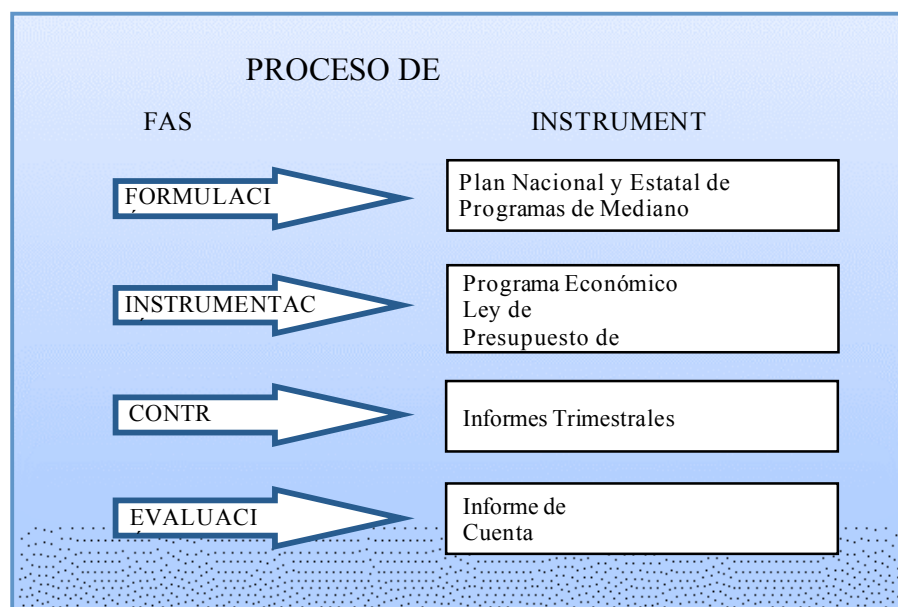 PROCESO DE
FAS INSTRUMENT
FORMULACI
Plan Nacional y Estatal de
Programas de Mediano
INSTRUMENTAC
Programa Económico
Ley de
Presupuesto de
CONTR
Informes Trimestrales
EVALUACI
Informe de
Cuenta